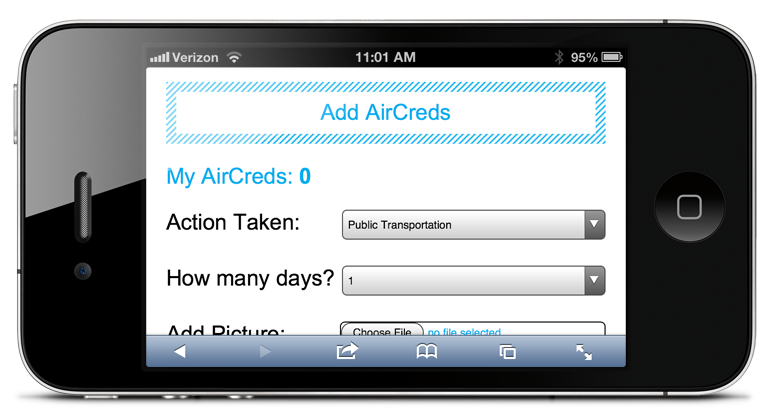 Verizon 11:01 AM 95%
Add AirCreds
My AirCreds: 0
Action Taken: Public Transportation
How many days? 1
Add Picture: Choose File no file selected